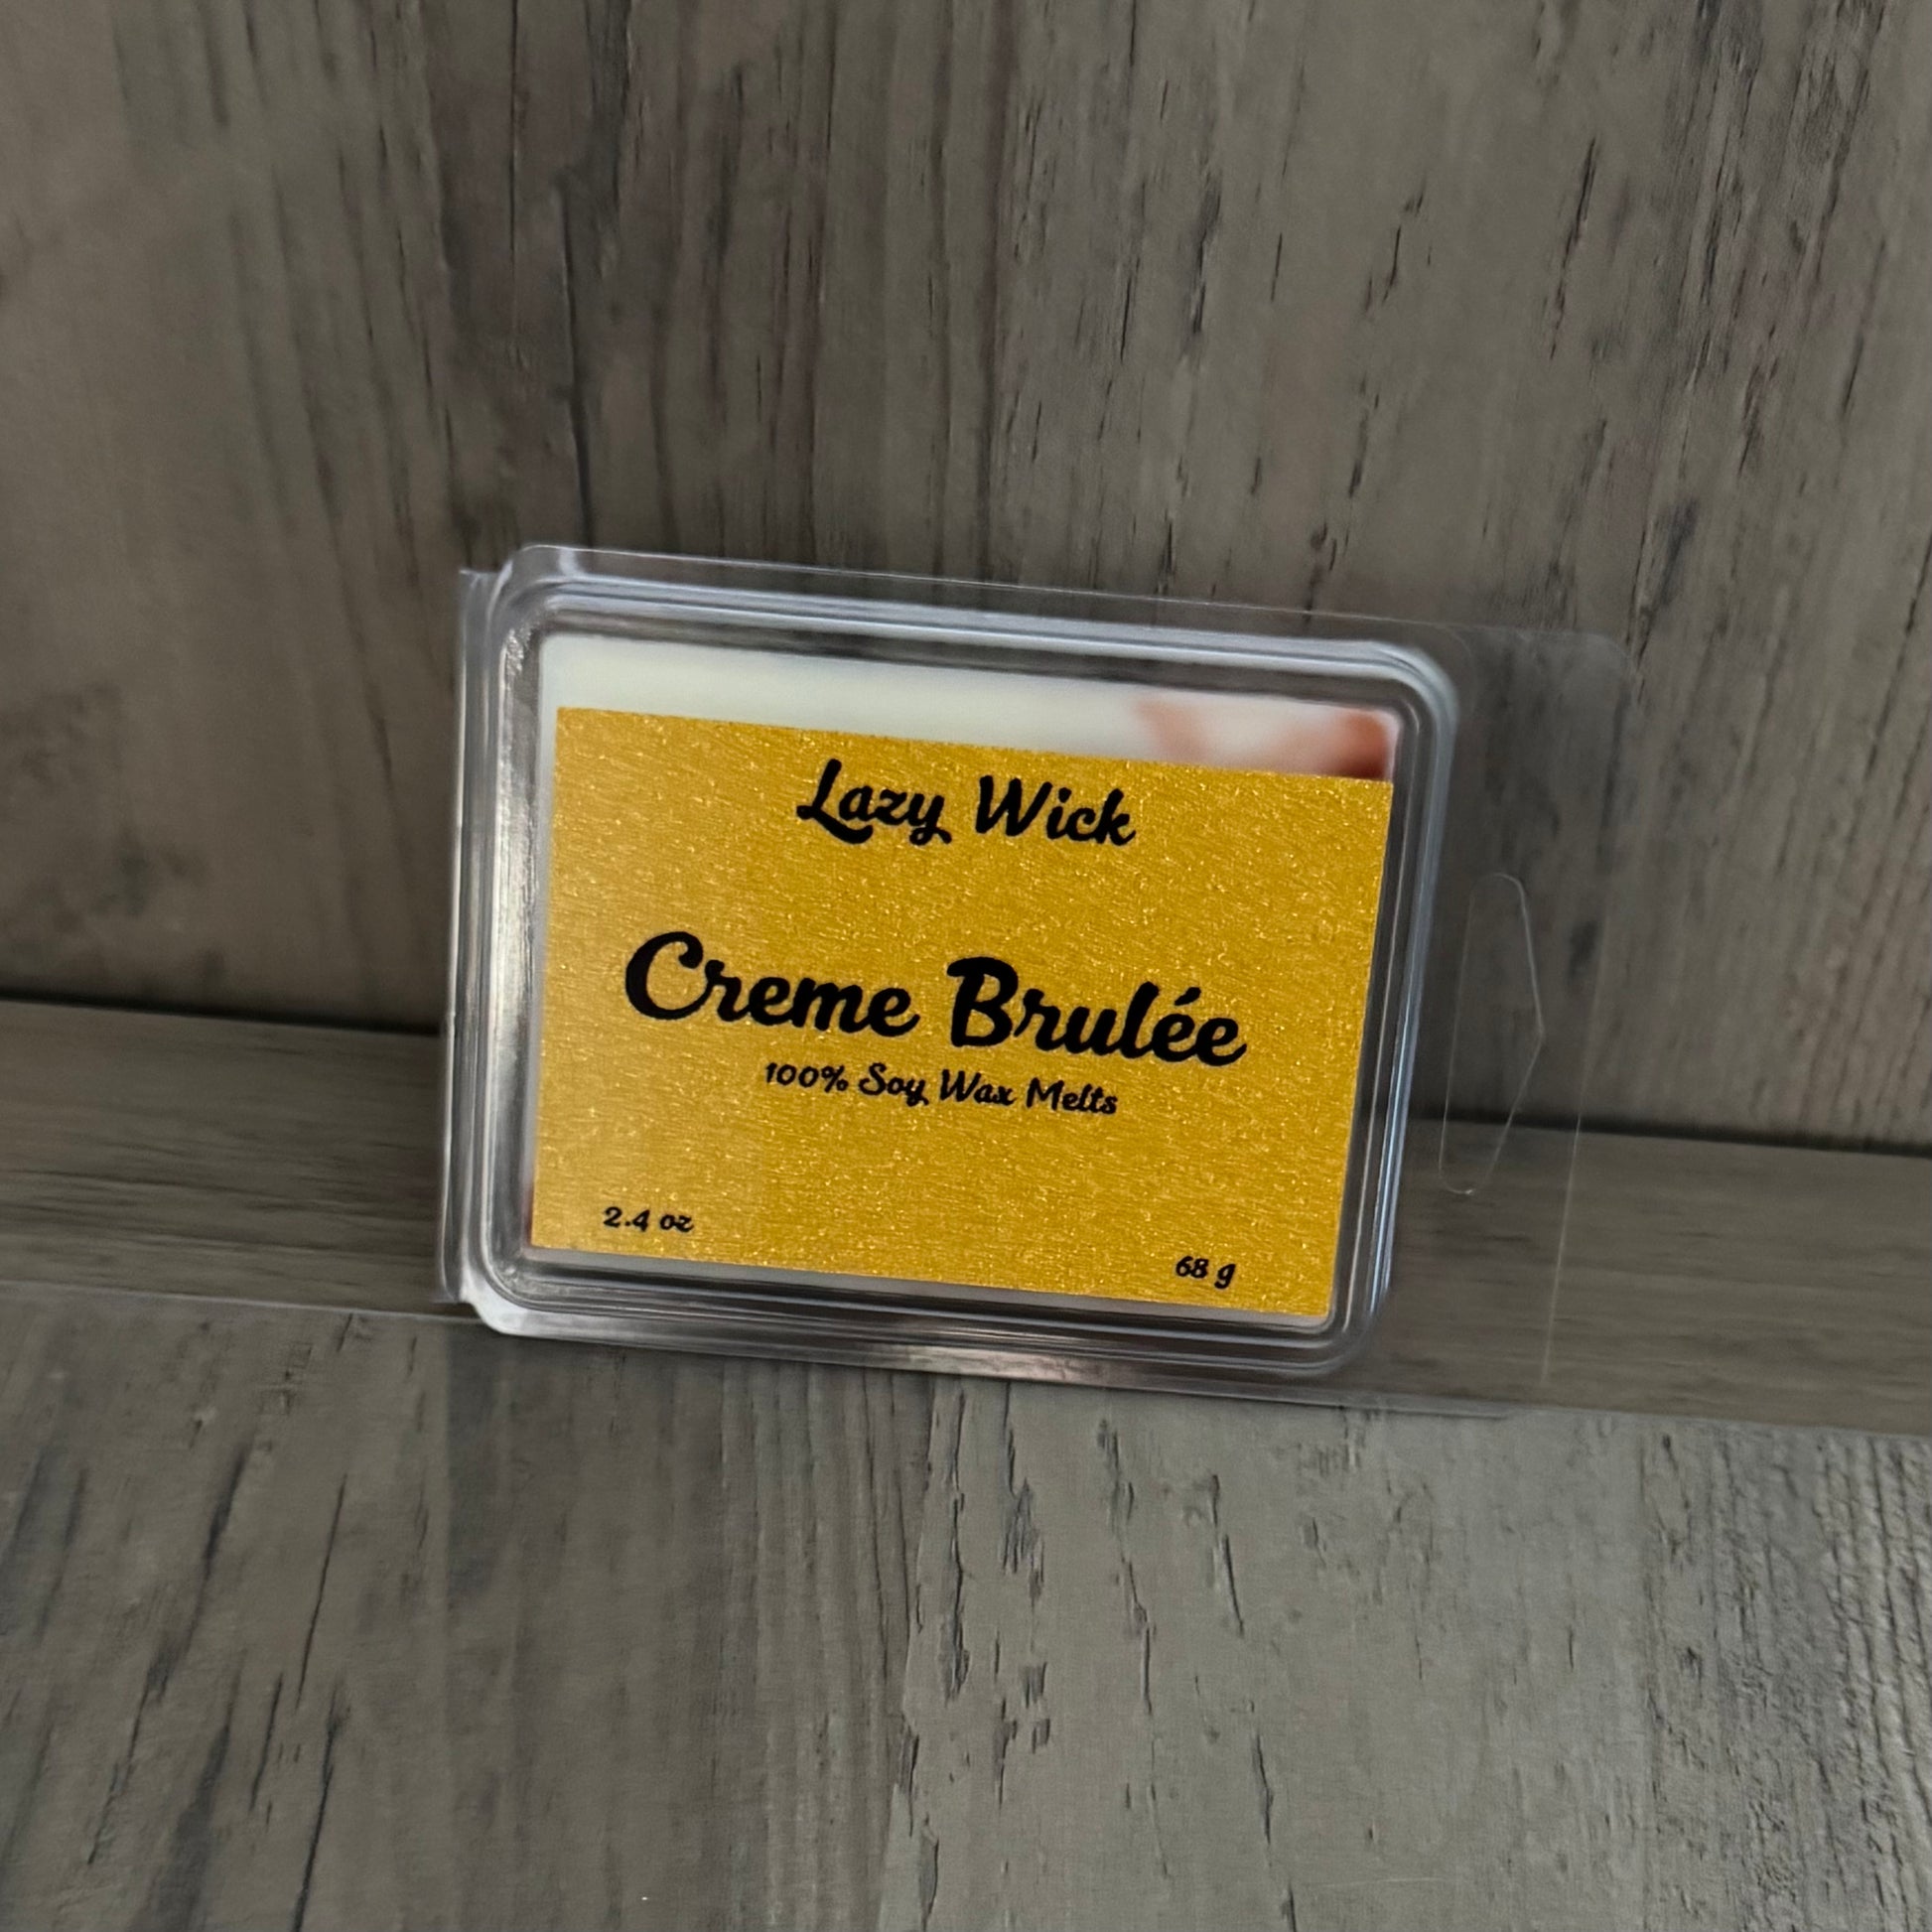 Lazy Wick
Creme Brulée
100% Soy Wax Melts
2.4 oz
68 g